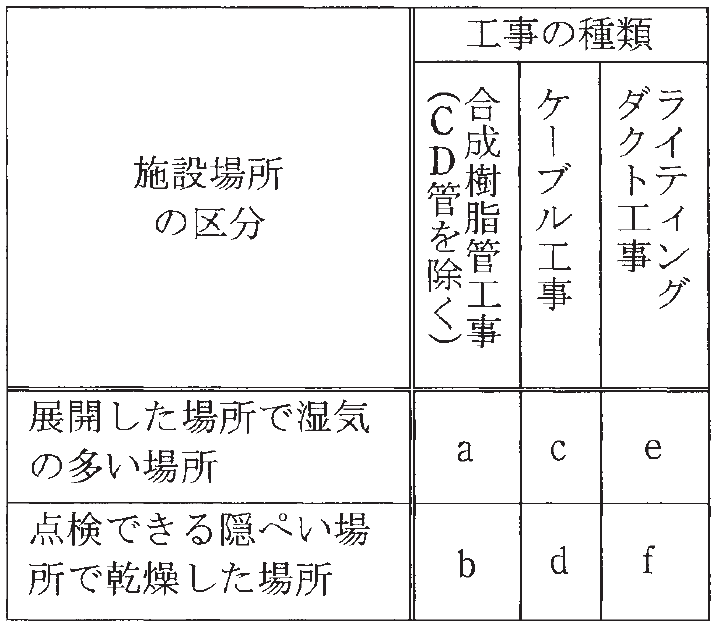 工事の種類
施設場所
の区分
合成樹脂管工事
(CD管を除く)
ケーブル工事
ライティング
ダクト工事
展開した場所で湿気
の多い場所
a
c
e
点検できる隠ぺい場
所で乾燥した場所
b
d
f